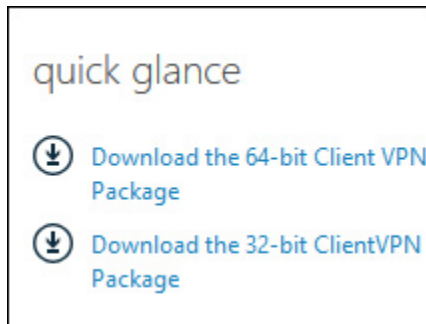 quick glance
Download the 64-bit Client VPN
Package
Download the 32-bit ClientVPN
Package